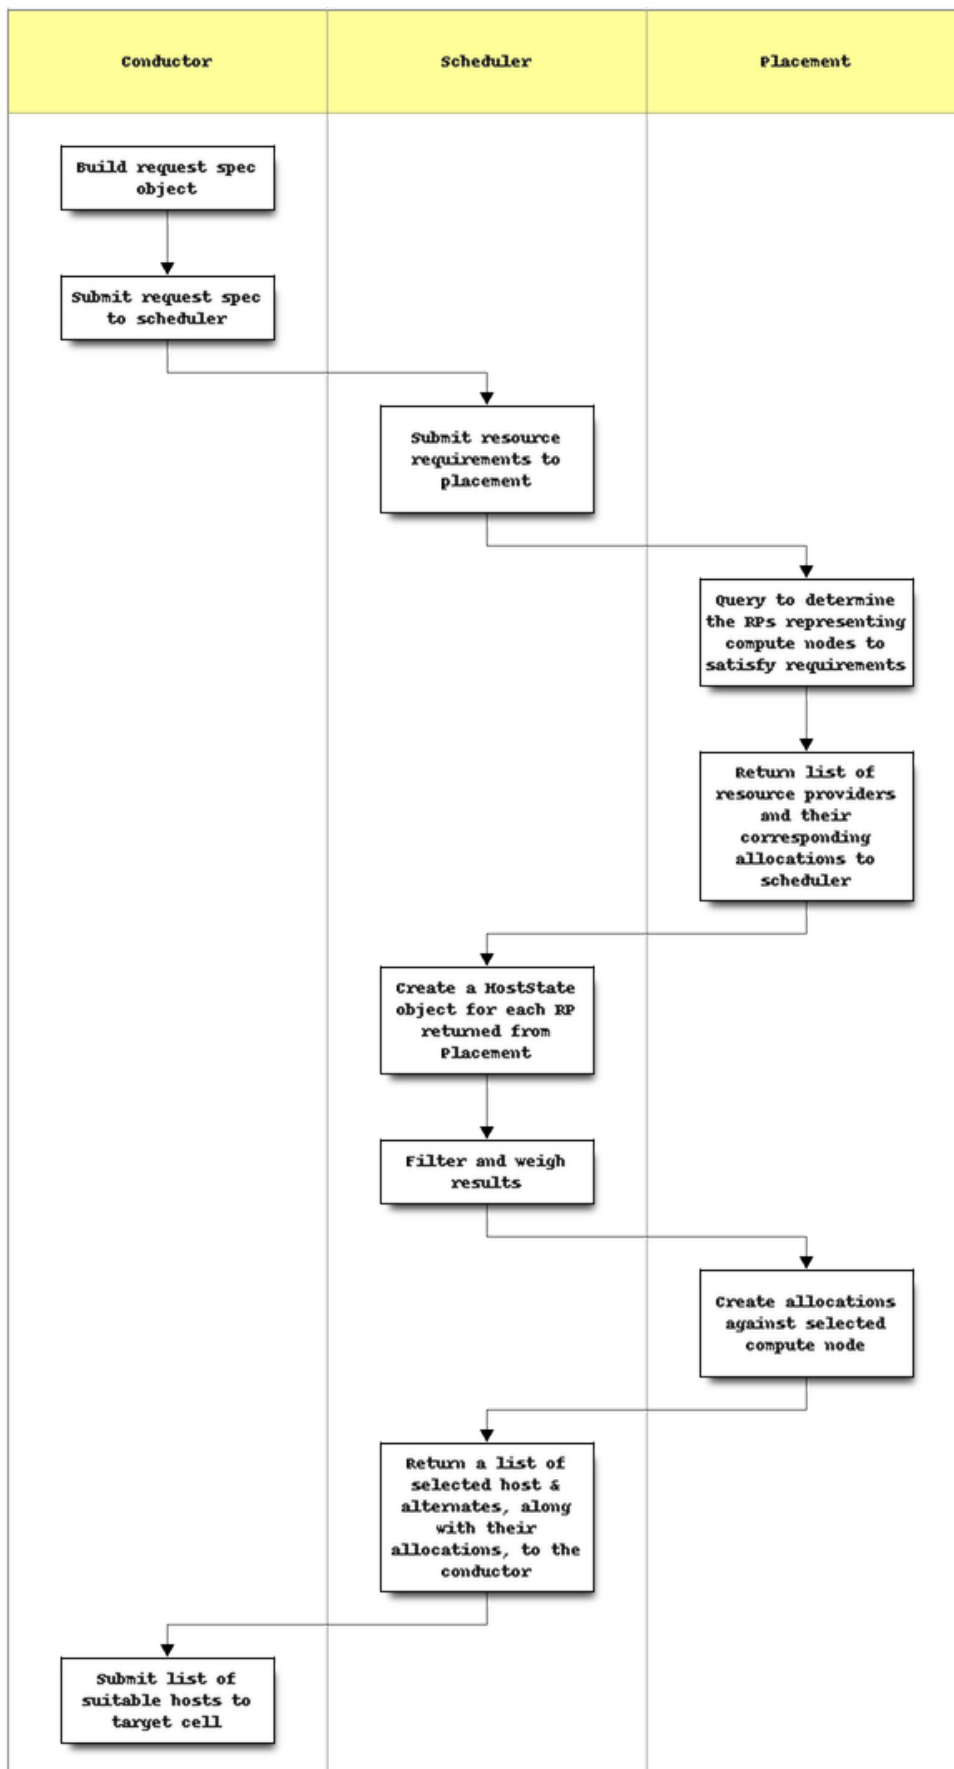 Conductor
Scheduler
Placement
Build request spec
object
Submit request spec
to scheduler
Submit resource
requirements to
placement
Query to determine
the RPs representing
compute nodes to
satisfy requirements
Return list of
resource providers
and their
corresponding
allocations to
scheduler
Create a HostState
object for each RP
returned from
Placement
Filter and weigh
results
Create allocations
against selected
compute node
Return a list of
selected host &
alternates, along
with their
allocations, to the
conductor
Submit list of
suitable hosts to
target cell